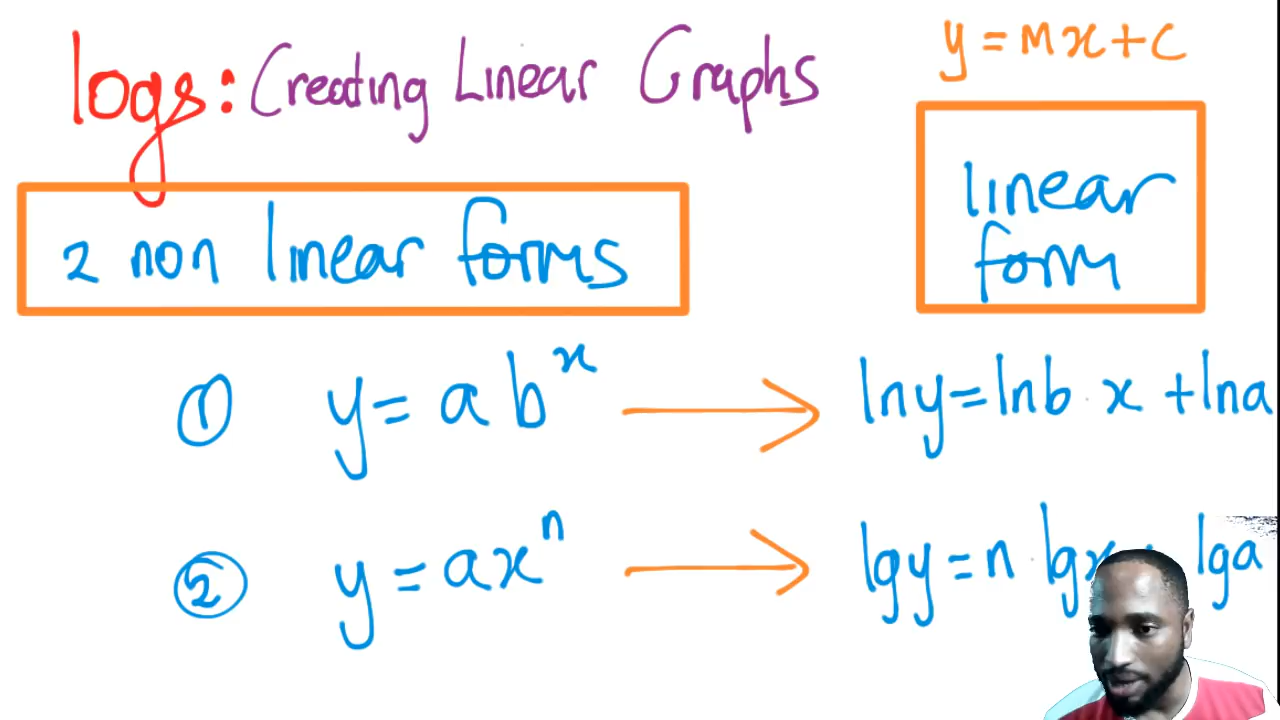 logs: Creating Linear Graphs
y = mx + c
2 non linear forms
linear
form
① y = ab^x → lny = lnb · x + lna
② y = ax^n → lgy = n · lgx + lga